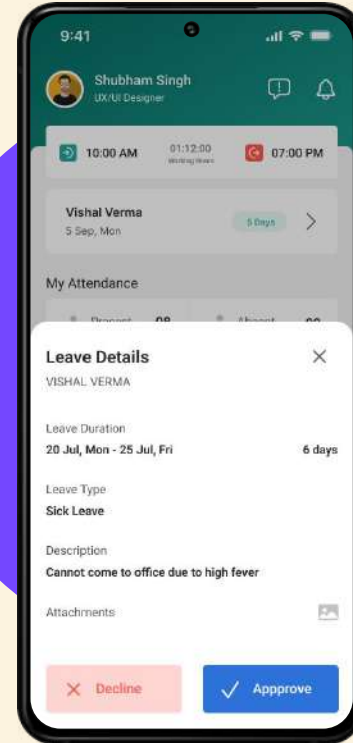 9:41
Shubham Singh
UX/UI Designer
10:00 AM
01:12:00
Working Hours
07:00 PM
Vishal Verma
5 Sep, Mon
5 Days
My Attendance
Present 08
Absent
Leave Details
VISHAL VERMA
Leave Duration
20 Jul, Mon - 25 Jul, Fri 6 days
Leave Type
Sick Leave
Description
Cannot come to office due to high fever
Attachments
Decline
Appprove